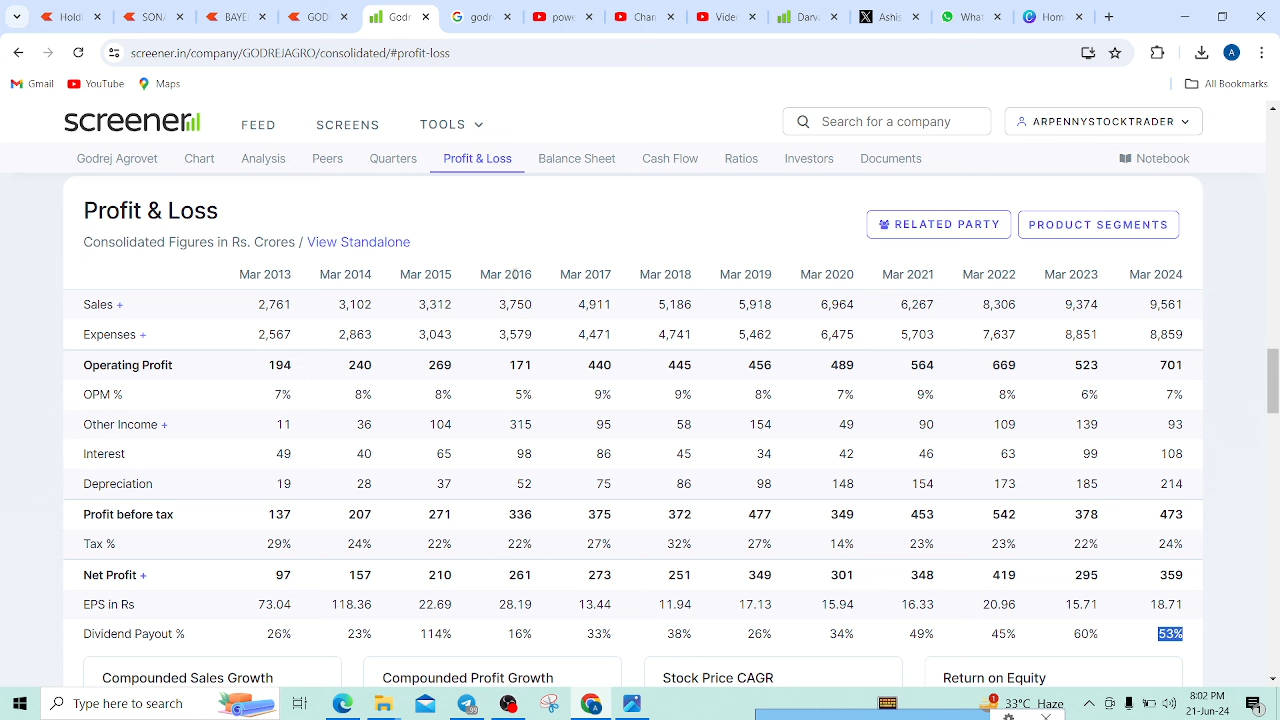 Holdi
BAYE
Godr
godre
powe
Char
Video
Dank
Ashis
What
Hom
screener.in/company/GODREJAGRO/consolidated/#profit-loss
A
Gmail
YouTube
Maps
All Bookmarks
screener
FEED
SCREENS
TOOLS
Search for a company
ARPENNYSTOCKTRADER
Godrej Agrovet Chart Analysis Peers Quarters Profit & Loss Balance Sheet Cash Flow Ratios Investors Documents Notebook
Profit & Loss
RELATED PARTY
PRODUCT SEGMENTS
Consolidated Figures in Rs. Crores / View Standalone
Mar 2013 Mar 2014 Mar 2015 Mar 2016 Mar 2017 Mar 2018 Mar 2019 Mar 2020 Mar 2021 Mar 2022 Mar 2023 Mar 2024
Sales + 2,761 3,102 3,312 3,750 4,911 5,186 5,918 6,964 6,267 8,306 9,374 9,561
Expenses + 2,567 2,863 3,043 3,579 4,471 4,741 5,462 6,475 5,703 7,637 8,851 8,859
Operating Profit 194 240 269 171 440 445 456 489 564 669 523 701
OPM % 7% 8% 8% 5% 9% 9% 8% 7% 9% 8% 6% 7%
Other Income + 11 36 104 315 95 58 154 49 90 109 139 93
Interest 49 40 65 98 86 45 34 42 46 63 99 108
Depreciation 19 28 37 52 75 86 98 148 154 173 185 214
Profit before tax 137 207 271 336 375 372 477 349 453 542 378 473
Tax % 29% 24% 22% 22% 27% 32% 27% 14% 23% 23% 22% 24%
Net Profit + 97 157 210 261 273 251 349 301 348 419 295 359
EPS in Rs 73.04 118.36 22.69 28.19 13.44 11.94 17.13 15.94 16.33 20.96 15.71 18.71
Dividend Payout % 26% 23% 114% 16% 33% 38% 26% 34% 49% 45% 60% 53%
Compounded Sales Growth Compounded Profit Growth Stock Price CAGR Return on Equity
Type here to search
33°C Haze
8:02 PM
21-Jun-24